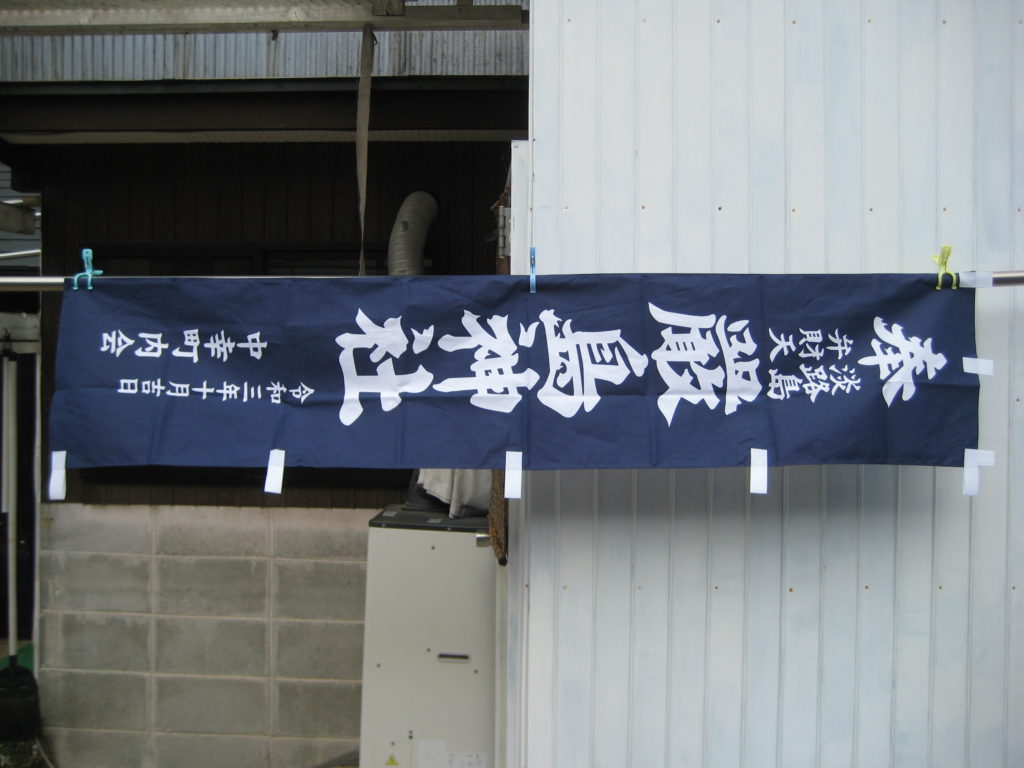 奉
淡路島
弁財天
厳島神社
令和二年十月吉日
中幸町内会